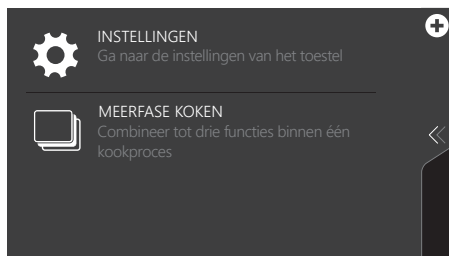 INSTELLINGEN
Ga naar de instellingen van het toestel
MEERFASE KOKEN
Combineer tot drie functies binnen één
kookproces